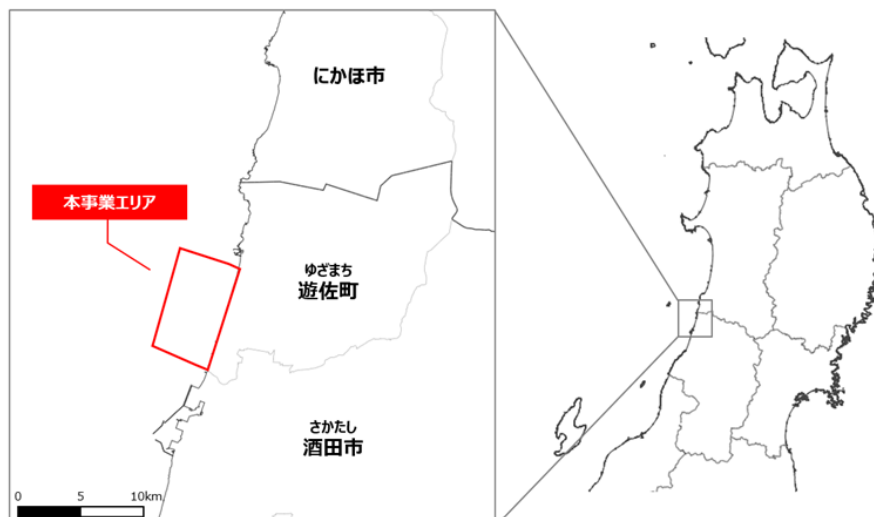 にかほ市
本事業エリア
ゆざまち
遊佐町
さかたし
酒田市
0 5 10km